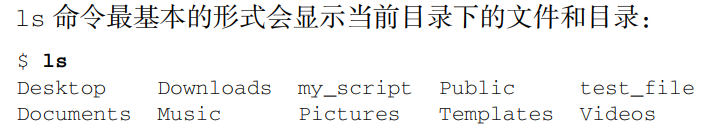 ls 命令最基本的形式会显示当前目录下的文件和目录：
$ ls
Desktop Downloads my_script Public test_file
Documents Music Pictures Templates Videos